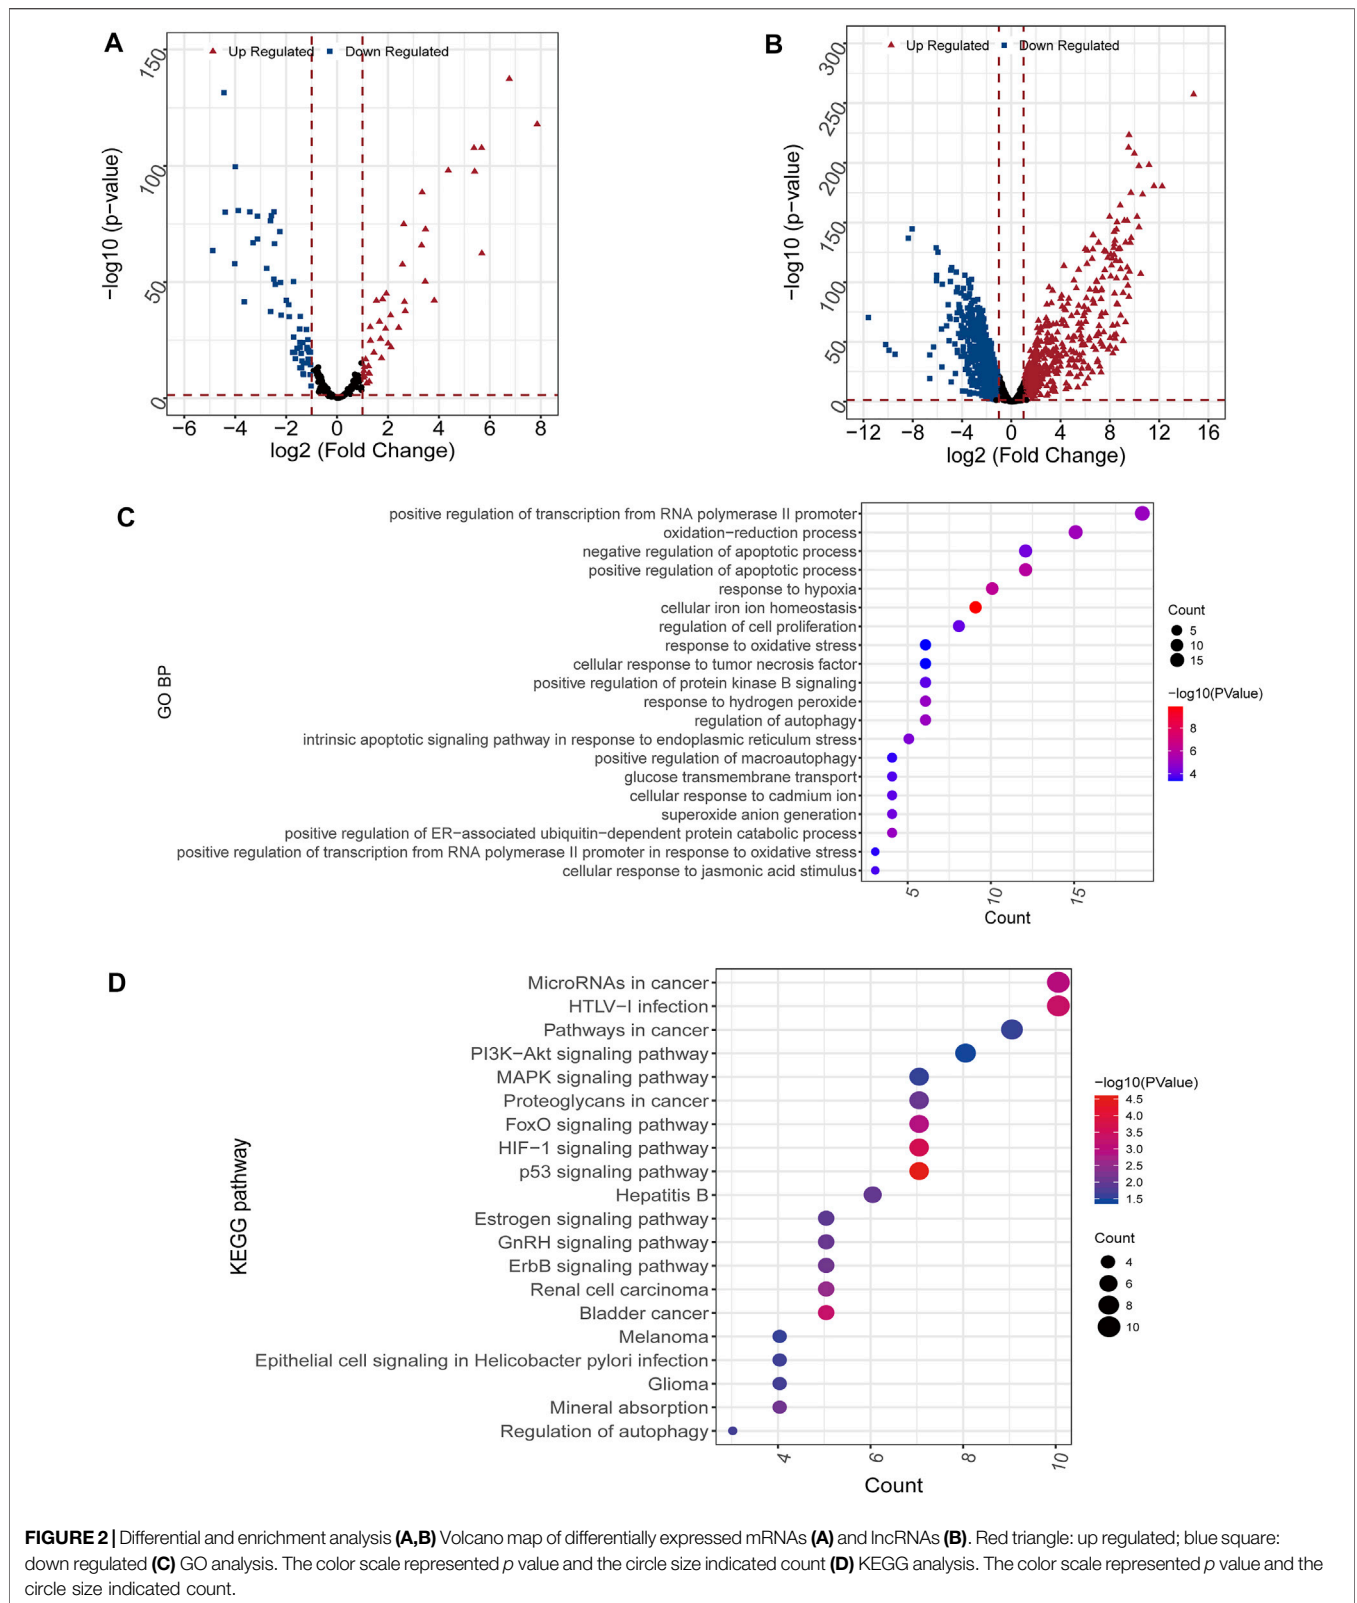 A
Up Regulated
Down Regulated
150
100
50
0
−log10 (p−value)
−6 −4 −2 0 2 4 6 8
log2 (Fold Change)
B
Up Regulated
Down Regulated
300
250
200
150
100
50
0
−log10 (p−value)
−12 −8 −4 0 4 8 12 16
log2 (Fold Change)
C
GO BP
positive regulation of transcription from RNA polymerase II promoter
oxidation−reduction process
negative regulation of apoptotic process
positive regulation of apoptotic process
response to hypoxia
cellular iron ion homeostasis
regulation of cell proliferation
response to oxidative stress
cellular response to tumor necrosis factor
positive regulation of protein kinase B signaling
response to hydrogen peroxide
regulation of autophagy
intrinsic apoptotic signaling pathway in response to endoplasmic reticulum stress
positive regulation of macroautophagy
glucose transmembrane transport
cellular response to cadmium ion
superoxide anion generation
positive regulation of ER−associated ubiquitin−dependent protein catabolic process
positive regulation of transcription from RNA polymerase II promoter in response to oxidative stress
cellular response to jasmonic acid stimulus
5 10 15
Count
Count
5
10
15
−log10(PValue)
8
6
4
D
KEGG pathway
MicroRNAs in cancer
HTLV−I infection
Pathways in cancer
PI3K−Akt signaling pathway
MAPK signaling pathway
Proteoglycans in cancer
FoxO signaling pathway
HIF−1 signaling pathway
p53 signaling pathway
Hepatitis B
Estrogen signaling pathway
GnRH signaling pathway
ErbB signaling pathway
Renal cell carcinoma
Bladder cancer
Melanoma
Epithelial cell signaling in Helicobacter pylori infection
Glioma
Mineral absorption
Regulation of autophagy
4 6 8 10
Count
−log10(PValue)
4.5
4.0
3.5
3.0
2.5
2.0
1.5
Count
4
6
8
10
FIGURE 2 | Differential and enrichment analysis (A,B) Volcano map of differentially expressed mRNAs (A) and lncRNAs (B). Red triangle: up regulated; blue square:
down regulated (C) GO analysis. The color scale represented p value and the circle size indicated count (D) KEGG analysis. The color scale represented p value and the
circle size indicated count.